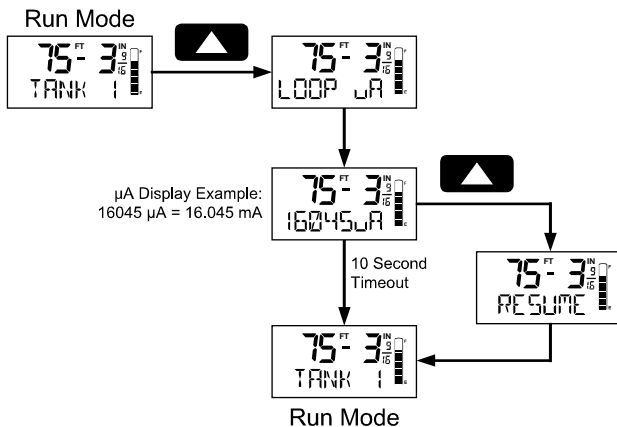 Run Mode
75 FT - 3 IN 9/16 F
TANK 1 E
75 FT - 3 IN 9/16 F
LOOP uA E
µA Display Example:
16045 µA = 16.045 mA
75 FT - 3 IN 9/16 F
16045uA E
10 Second
Timeout
75 FT - 3 IN 9/16 F
RESUME E
75 FT - 3 IN 9/16 F
TANK 1 E
Run Mode